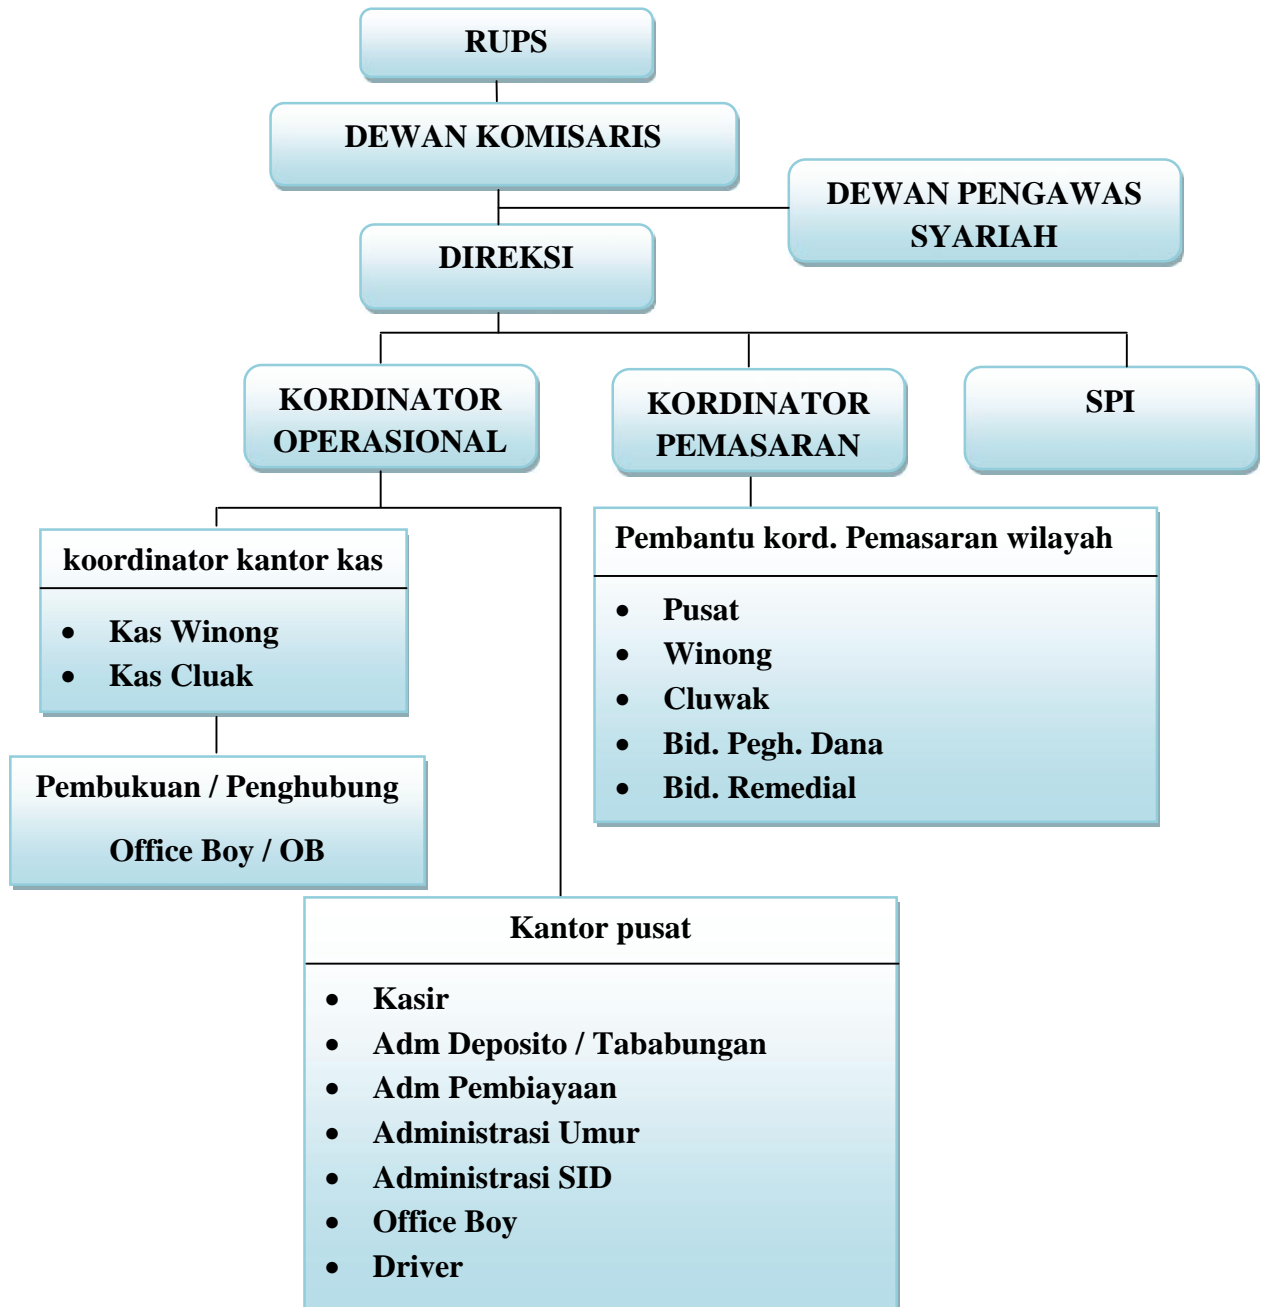 RUPS
DEWAN KOMISARIS
DEWAN PENGAWAS
SYARIAH
DIREKSI
KORDINATOR
OPERASIONAL
KORDINATOR
PEMASARAN
SPI
koordinator kantor kas
• Kas Winong
• Kas Cluak
Pembantu kord. Pemasaran wilayah
• Pusat
• Winong
• Cluwak
• Bid. Pegh. Dana
• Bid. Remedial
Pembukuan / Penghubung
Office Boy / OB
Kantor pusat
• Kasir
• Adm Deposito / Tababungan
• Adm Pembiayaan
• Administrasi Umur
• Administrasi SID
• Office Boy
• Driver